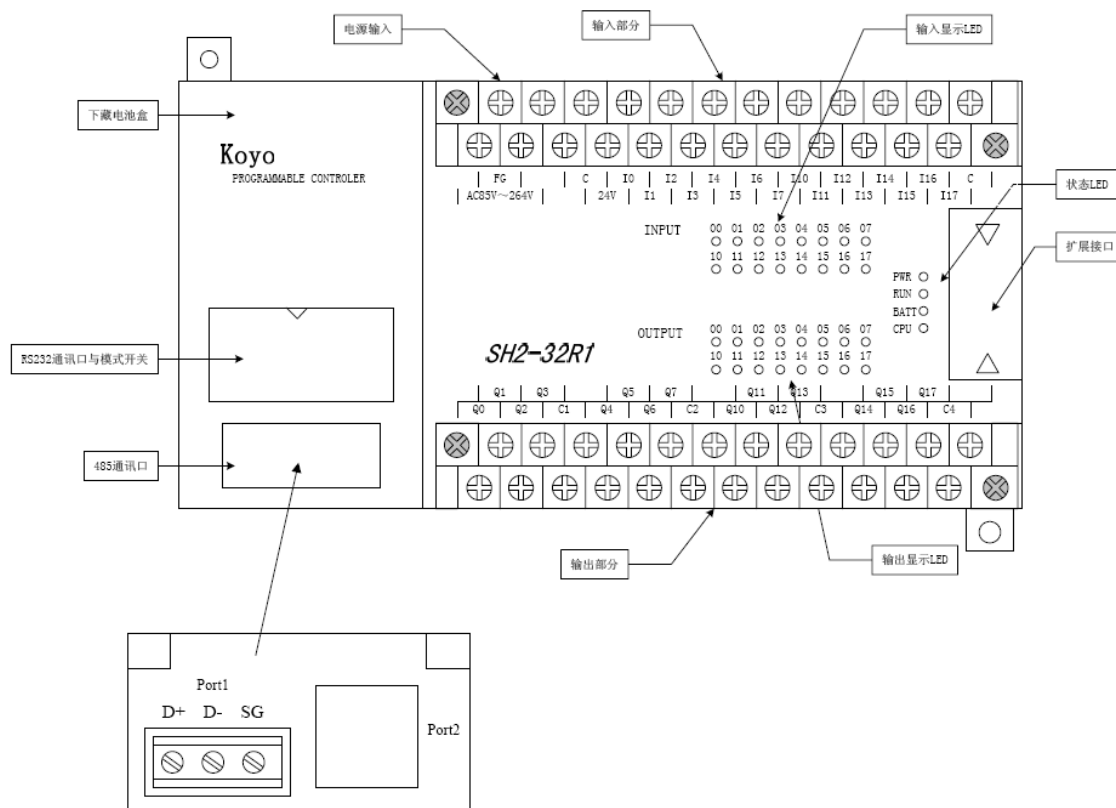 电源输入
输入部分
输入显示LED
下藏电池盒
Koyo
PROGRAMMABLE CONTROLER
FG C I0 I2 I4 I6 I10 I12 I14 I16 C
AC85V～264V 24V I1 I3 I5 I7 I11 I13 I15 I17
状态LED
扩展接口
INPUT
00 01 02 03 04 05 06 07
10 11 12 13 14 15 16 17
PWR
RUN
BATT
CPU
RS232通讯口与模式开关
SH2-32R1
OUTPUT
00 01 02 03 04 05 06 07
10 11 12 13 14 15 16 17
Q1 Q3 Q5 Q7 Q11 Q13 Q15 Q17
Q0 Q2 C1 Q4 Q6 C2 Q10 Q12 C3 Q14 Q16 C4
485通讯口
输出部分
输出显示LED
Port1
D+ D- SG
Port2